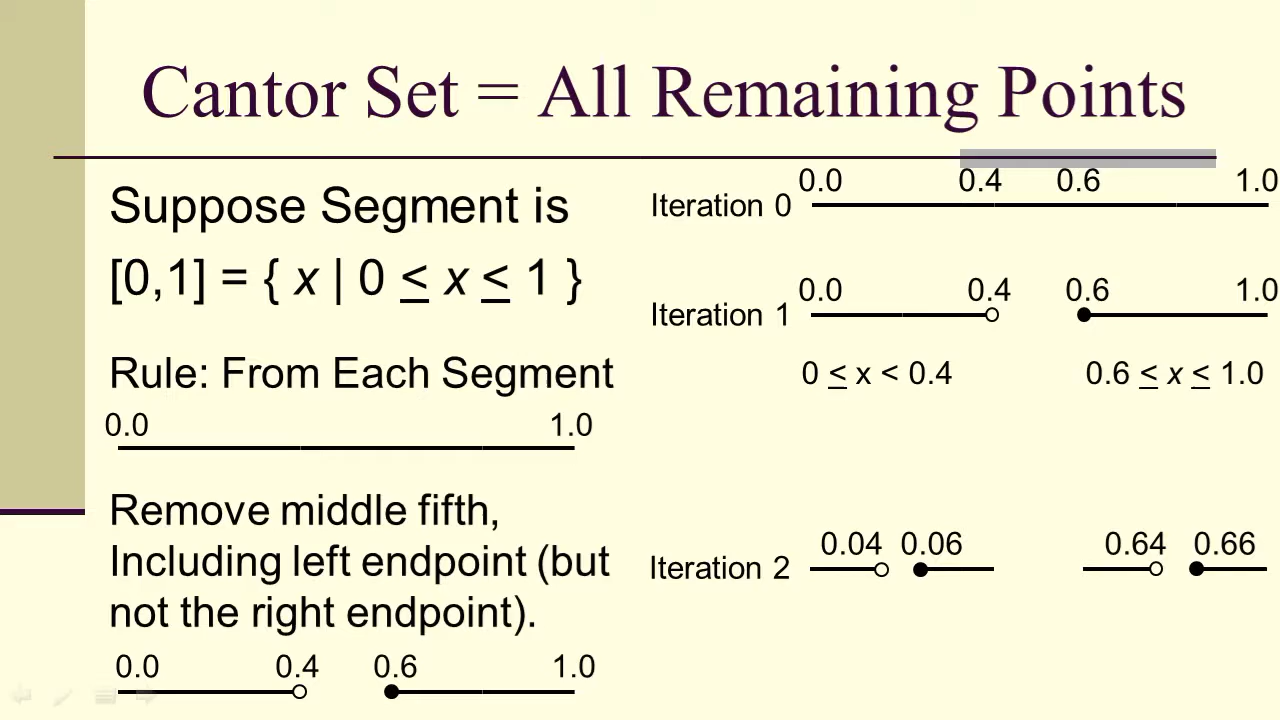 Cantor Set = All Remaining Points
Suppose Segment is
[0,1] = { x | 0 ≤ x ≤ 1 }
Rule: From Each Segment
0.0 1.0
Remove middle fifth,
Including left endpoint (but
not the right endpoint).
0.0 0.4 0.6 1.0
0.0 0.4 0.6 1.0
Iteration 0
0.0 0.4 0.6 1.0
Iteration 1
0 ≤ x < 0.4 0.6 ≤ x ≤ 1.0
0.04 0.06 0.64 0.66
Iteration 2